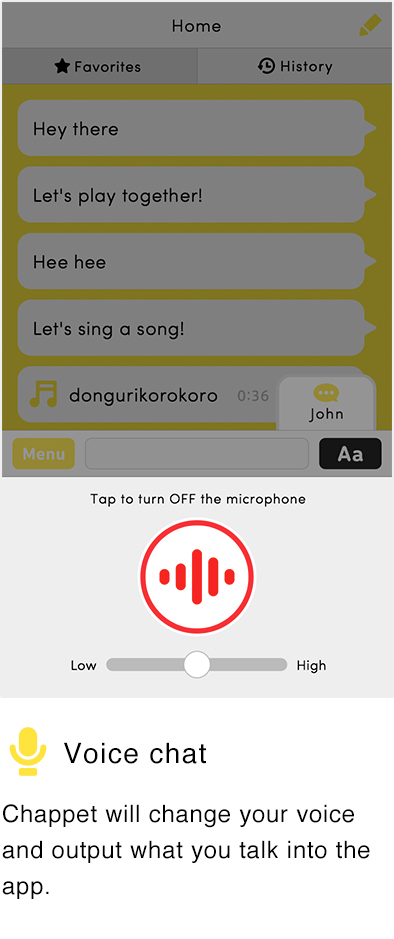 Home
Favorites
History
Hey there
Let's play together!
Hee hee
Let's sing a song!
dongurikorokoro 0:36
John
Menu
Aa
Tap to turn OFF the microphone
Low
High
Voice chat
Chappet will change your voice
and output what you talk into the
app.